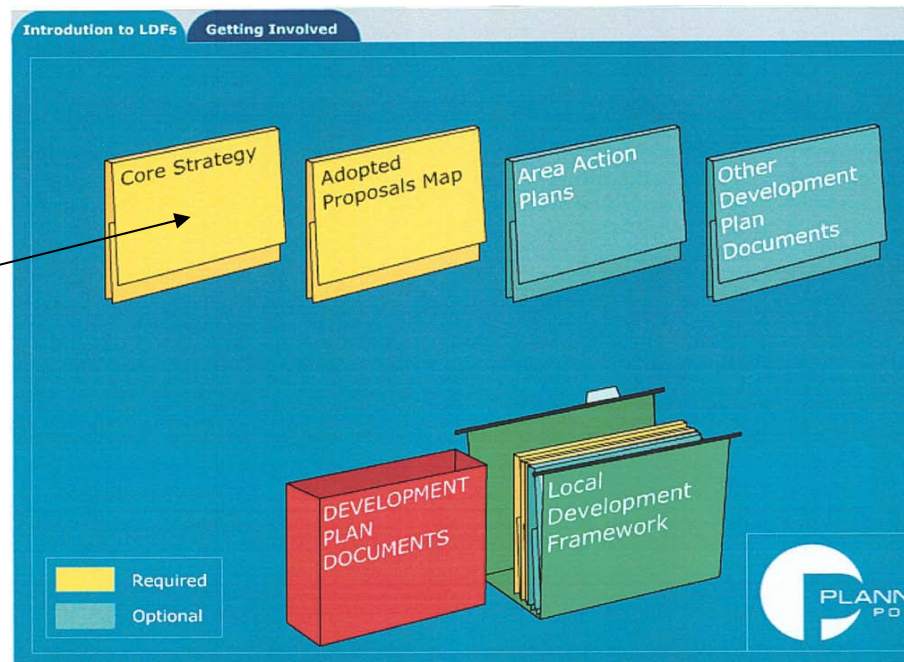 Introdution to LDFs
Getting Involved
Core Strategy
Adopted
Proposals Map
Area Action
Plans
Other
Development
Plan
Documents
DEVELOPMENT
PLAN
DOCUMENTS
Local
Development
Framework
Required
Optional